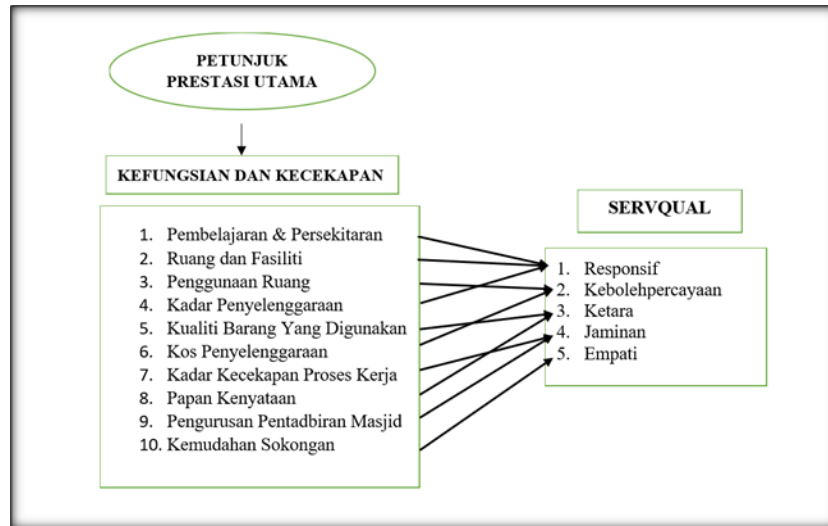 PETUNJUK
PRESTASI UTAMA
KEFUNGSIAN DAN KECEKAPAN
1. Pembelajaran & Persekitaran
2. Ruang dan Fasiliti
3. Penggunaan Ruang
4. Kadar Penyelenggaraan
5. Kualiti Barang Yang Digunakan
6. Kos Penyelenggaraan
7. Kadar Kecekapan Proses Kerja
8. Papan Kenyataan
9. Pengurusan Pentadbiran Masjid
10. Kemudahan Sokongan
SERVQUAL
1. Responsif
2. Kebolehpercayaan
3. Ketara
4. Jaminan
5. Empati